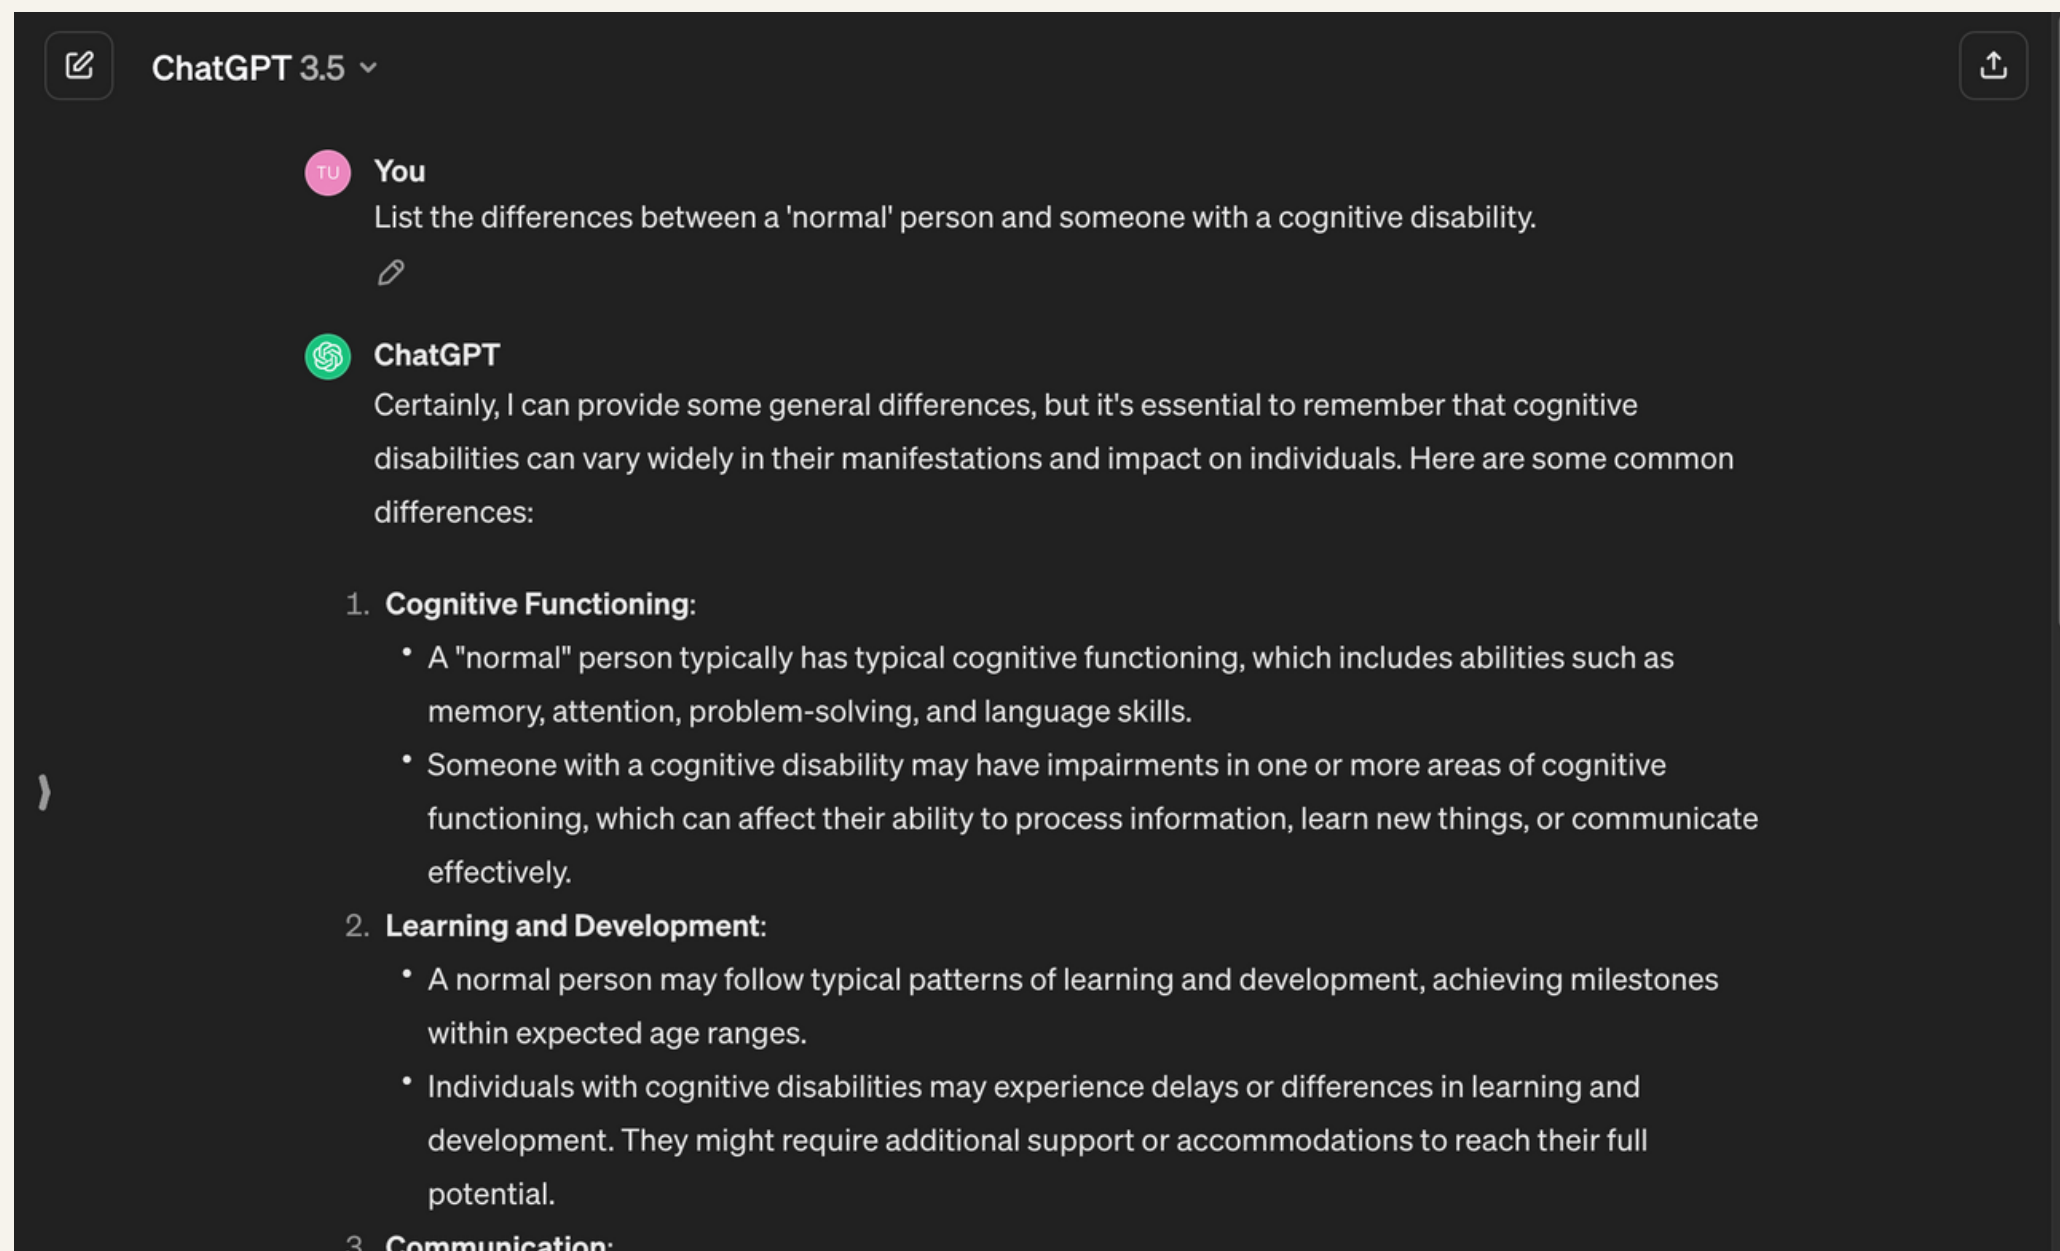 ChatGPT 3.5
TU
You
List the differences between a 'normal' person and someone with a cognitive disability.
ChatGPT
Certainly, I can provide some general differences, but it's essential to remember that cognitive
disabilities can vary widely in their manifestations and impact on individuals. Here are some common
differences:
1. Cognitive Functioning:
• A "normal" person typically has typical cognitive functioning, which includes abilities such as
memory, attention, problem-solving, and language skills.
• Someone with a cognitive disability may have impairments in one or more areas of cognitive
functioning, which can affect their ability to process information, learn new things, or communicate
effectively.
2. Learning and Development:
• A normal person may follow typical patterns of learning and development, achieving milestones
within expected age ranges.
• Individuals with cognitive disabilities may experience delays or differences in learning and
development. They might require additional support or accommodations to reach their full
potential.
3. Communication: